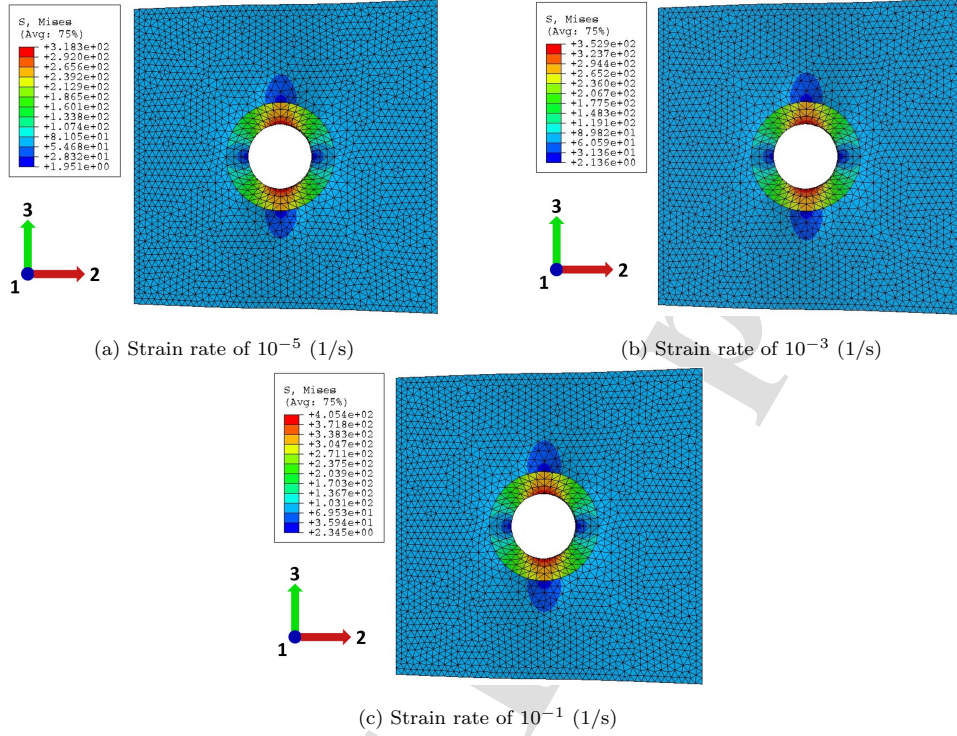 S, Mises
(Avg: 75%)
+3.183e+02
+2.920e+02
+2.656e+02
+2.392e+02
+2.129e+02
+1.865e+02
+1.601e+02
+1.338e+02
+1.074e+02
+8.105e+01
+5.468e+01
+2.832e+01
+1.951e+00
3
1
2
(a) Strain rate of 10⁻⁵ (1/s)
S, Mises
(Avg: 75%)
+3.529e+02
+3.237e+02
+2.944e+02
+2.652e+02
+2.360e+02
+2.067e+02
+1.775e+02
+1.483e+02
+1.191e+02
+8.982e+01
+6.059e+01
+3.136e+01
+2.136e+00
3
1
2
(b) Strain rate of 10⁻³ (1/s)
S, Mises
(Avg: 75%)
+4.054e+02
+3.718e+02
+3.383e+02
+3.047e+02
+2.711e+02
+2.375e+02
+2.039e+02
+1.703e+02
+1.367e+02
+1.031e+02
+6.953e+01
+3.594e+01
+2.345e+00
3
1
2
(c) Strain rate of 10⁻¹ (1/s)